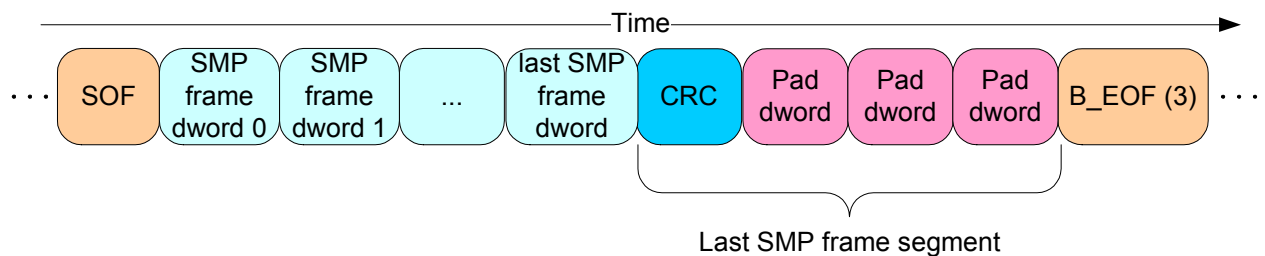 Time
· · ·
SOF
SMP
frame
dword 0
SMP
frame
dword 1
...
last SMP
frame
dword
CRC
Pad
dword
Pad
dword
Pad
dword
B_EOF (3)
· · ·
Last SMP frame segment